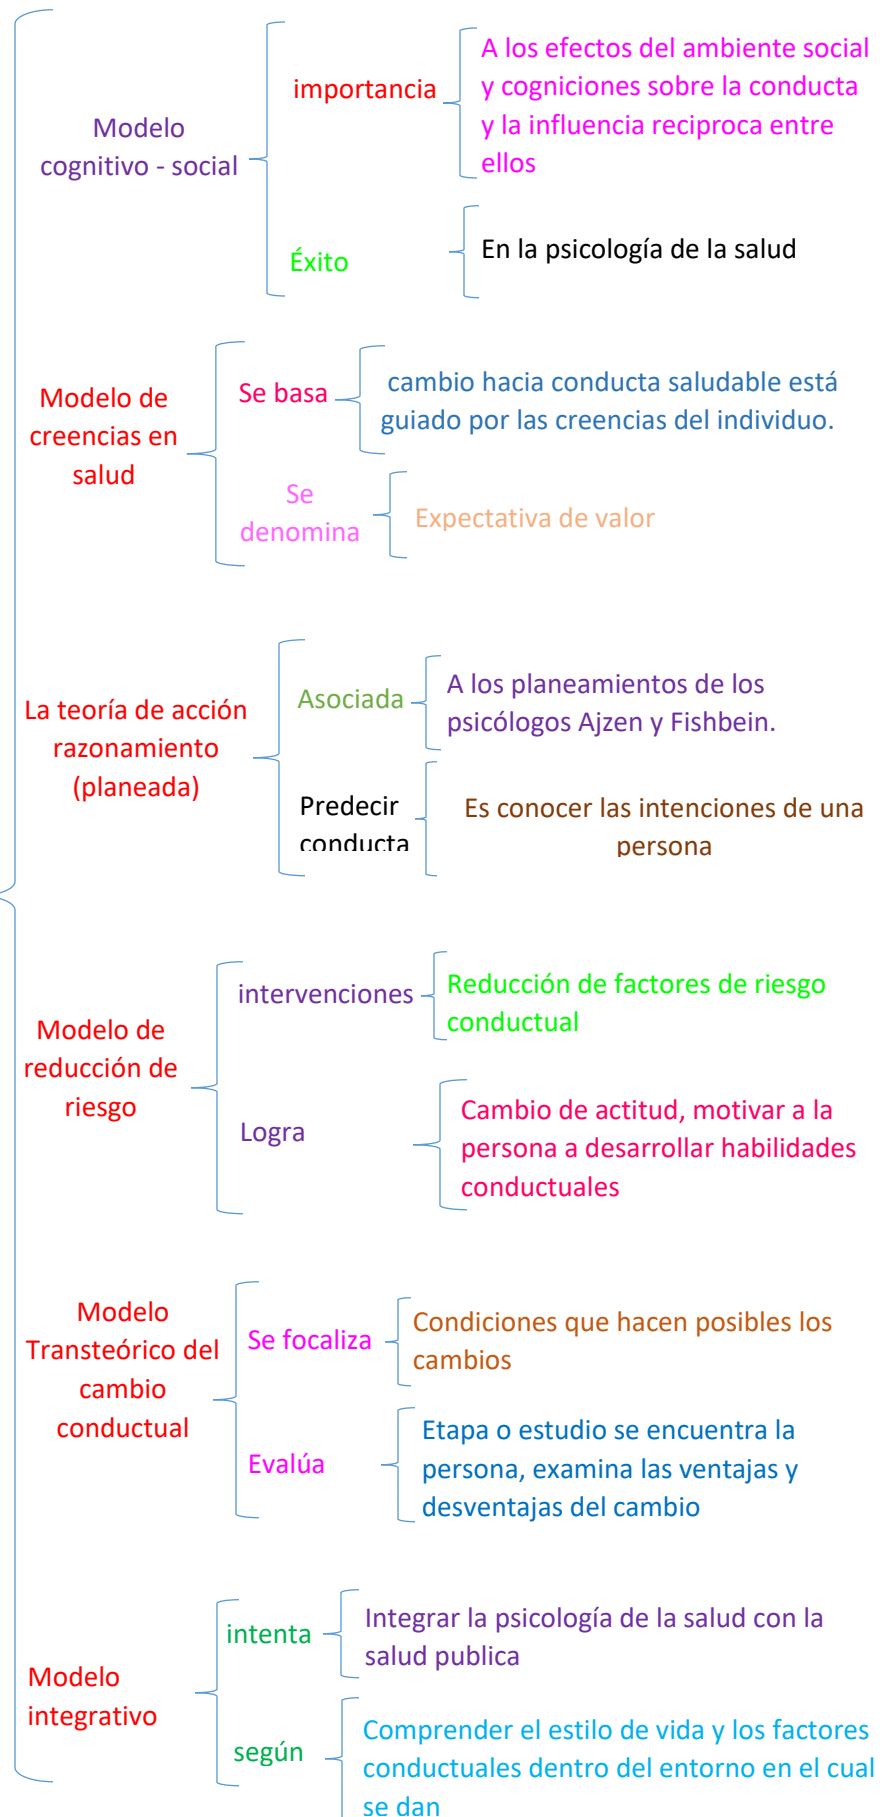 Modelo
cognitivo - social
importancia
A los efectos del ambiente social
y cogniciones sobre la conducta
y la influencia reciproca entre
ellos
Éxito
En la psicología de la salud
Modelo de
creencias en
salud
Se basa
cambio hacia conducta saludable está
guiado por las creencias del individuo.
Se
denomina
Expectativa de valor
La teoría de acción
razonamiento
(planeada)
Asociada
A los planeamientos de los
psicólogos Ajzen y Fishbein.
Predecir
conducta
Es conocer las intenciones de una
persona
Modelo de
reducción de
riesgo
intervenciones
Reducción de factores de riesgo
conductual
Logra
Cambio de actitud, motivar a la
persona a desarrollar habilidades
conductuales
Modelo
Transteórico del
cambio
conductual
Se focaliza
Condiciones que hacen posibles los
cambios
Evalúa
Etapa o estudio se encuentra la
persona, examina las ventajas y
desventajas del cambio
Modelo
integrativo
intenta
Integrar la psicología de la salud con la
salud publica
según
Comprender el estilo de vida y los factores
conductuales dentro del entorno en el cual
se dan